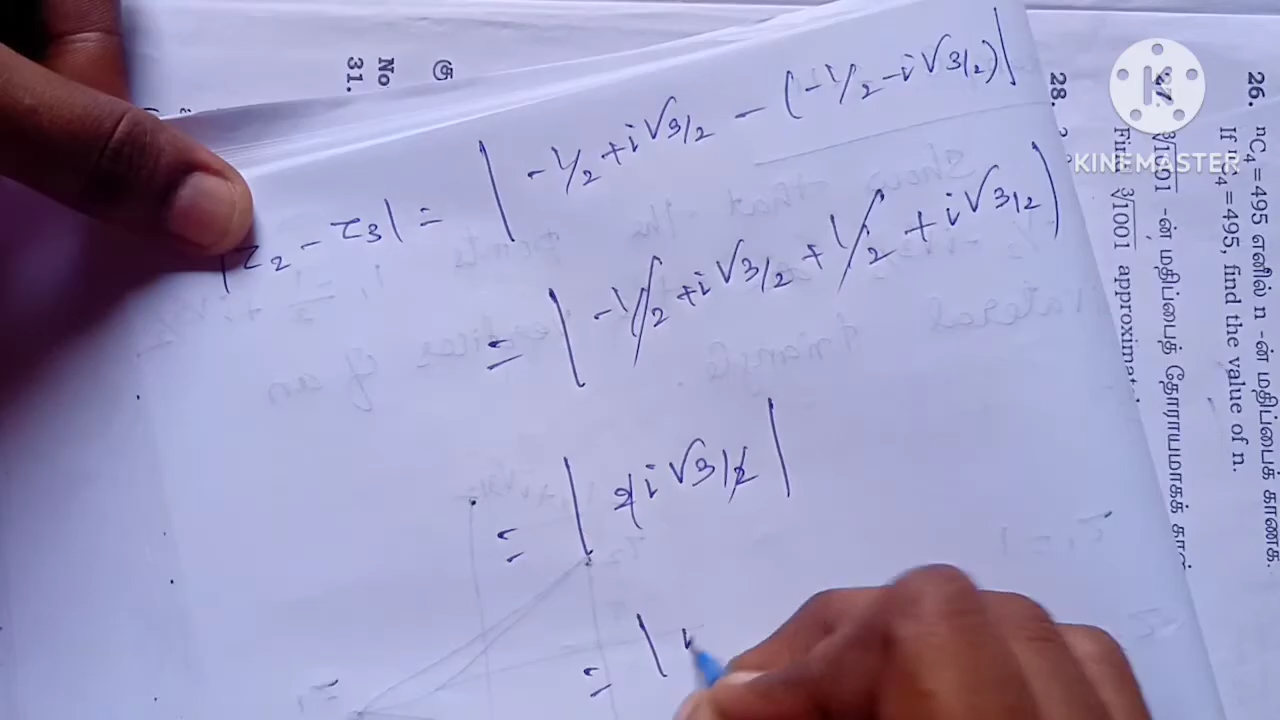 |z₂ - z₃| = | -1/2 + i√3/2 - (-1/2 - i√3/2)|
= | -1/2 + i√3/2 + 1/2 + i√3/2 |
= | 2i√3/2 |
= |
26. nC₄ = 495 எனில் n -ன் மதிப்பைக் காண்க.
If nC₄ = 495, find the value of n.
27. ∛1001 -ன் மதிப்பைத் தோராயமாகக்
Find ∛1001
28.
31.
No
KINEMASTER